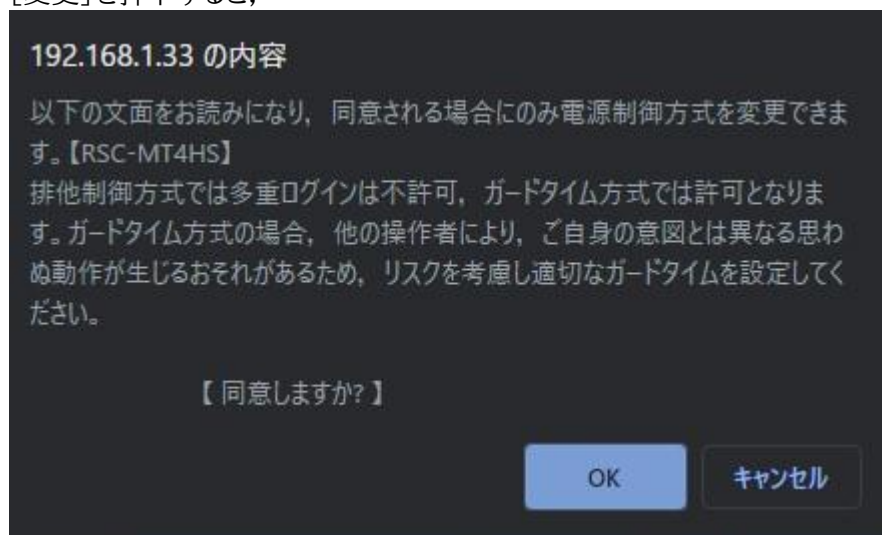 [変更]を押下すると,
192.168.1.33 の内容
以下の文面をお読みになり，同意される場合にのみ電源制御方式を変更できま
す。【RSC-MT4HS】
排他制御方式では多重ログインは不許可，ガードタイム方式では許可となりま
す。ガードタイム方式の場合，他の操作者により，ご自身の意図とは異なる思わ
ぬ動作が生じるおそれがあるため，リスクを考慮し適切なガードタイムを設定してく
ださい。
【 同意しますか? 】
OK
キャンセル